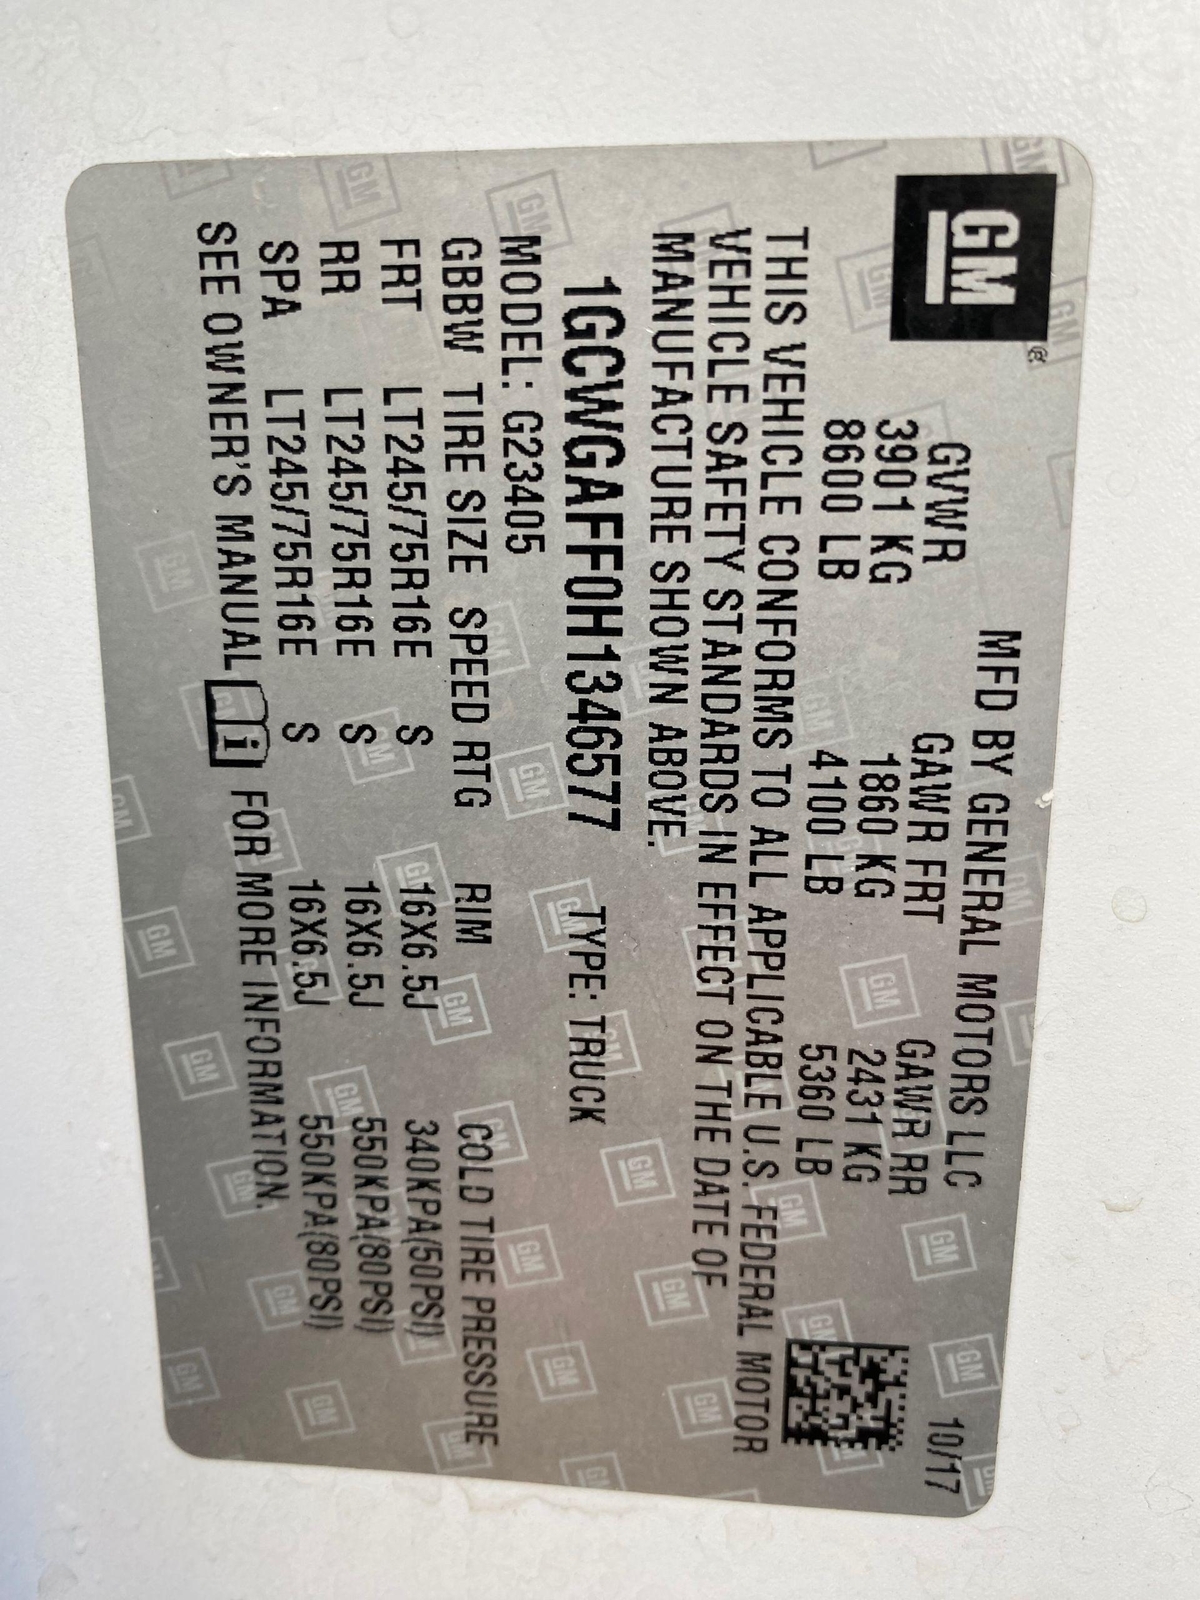 GM ®
MFD BY GENERAL MOTORS LLC 10/17
GVWR GAWR FRT GAWR RR
3901 KG 1860 KG 2431 KG
8600 LB 4100 LB 5360 LB
THIS VEHICLE CONFORMS TO ALL APPLICABLE U.S. FEDERAL MOTOR
VEHICLE SAFETY STANDARDS IN EFFECT ON THE DATE OF
MANUFACTURE SHOWN ABOVE.
1GCWGAFF0H1346577 TYPE: TRUCK
MODEL: G23405
GBBW TIRE SIZE SPEED RTG RIM COLD TIRE PRESSURE
FRT LT245/75R16E S 16X6.5J 340KPA(50PSI)
RR LT245/75R16E S 16X6.5J 550KPA(80PSI)
SPA LT245/75R16E S 16X6.5J 550KPA(80PSI)
SEE OWNER'S MANUAL i FOR MORE INFORMATION.